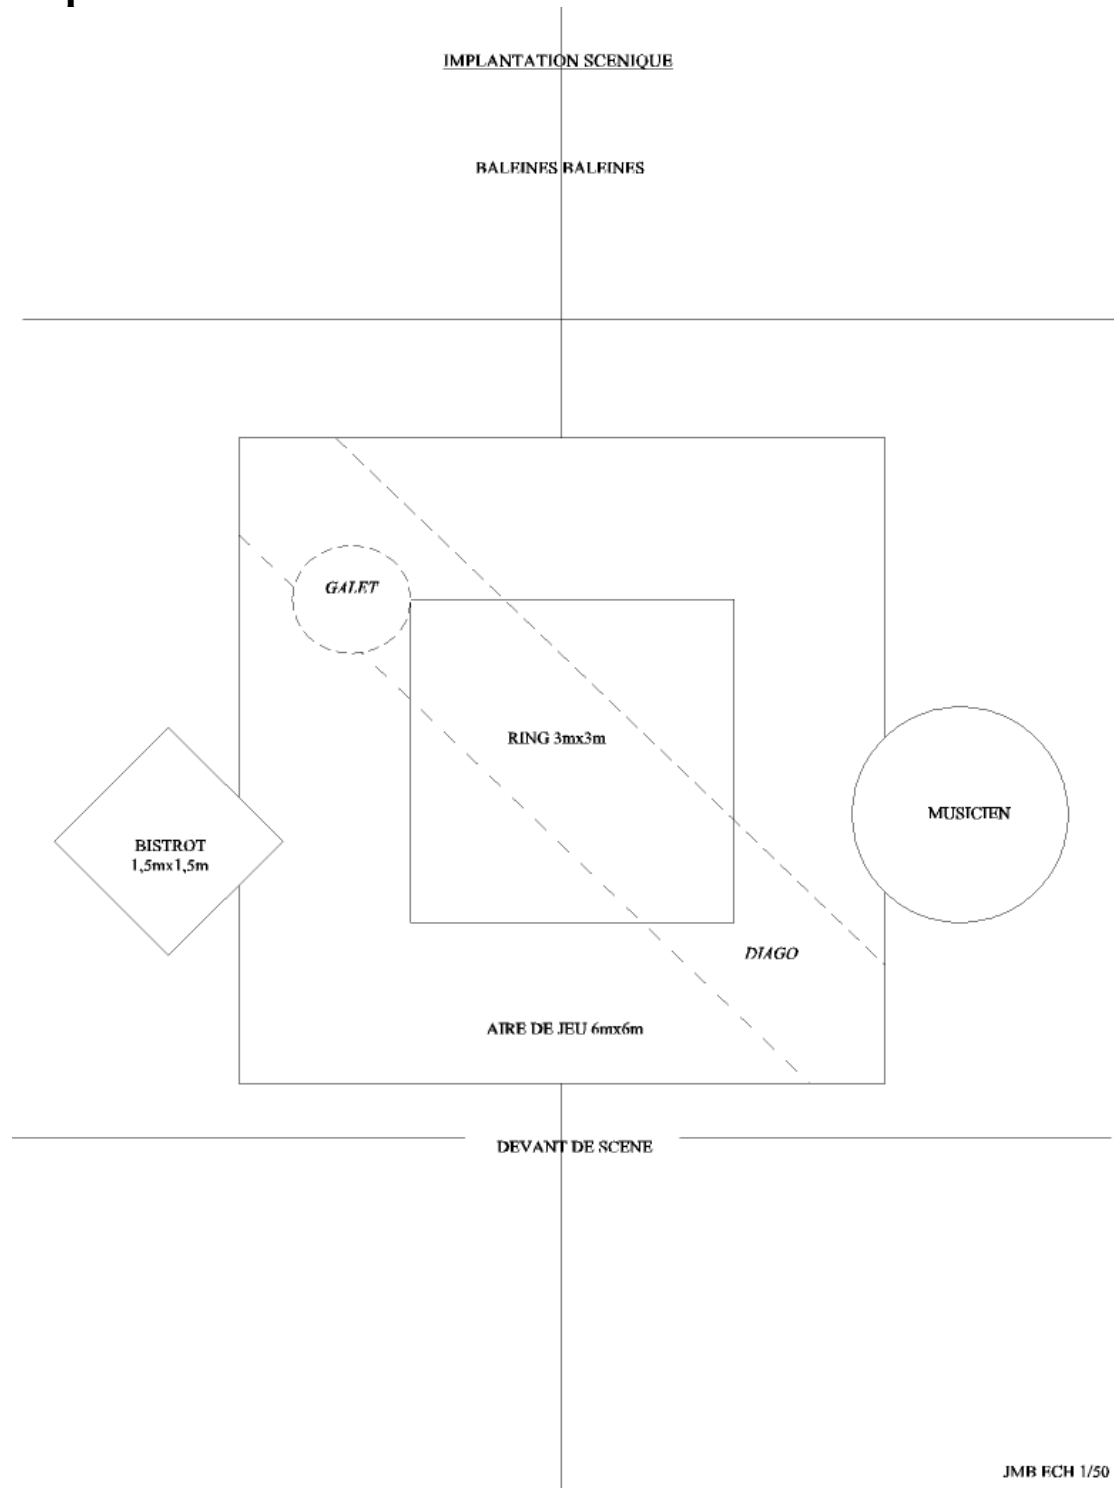 IMPLANTATION SCENIQUE
BALEINES BALEINES
GALET
RING 3mx3m
MUSICIEN
BISTROT
1,5mx1,5m
DIAGO
AIRE DE JEU 6mx6m
DEVANT DE SCENE
JMB ECH 1/50